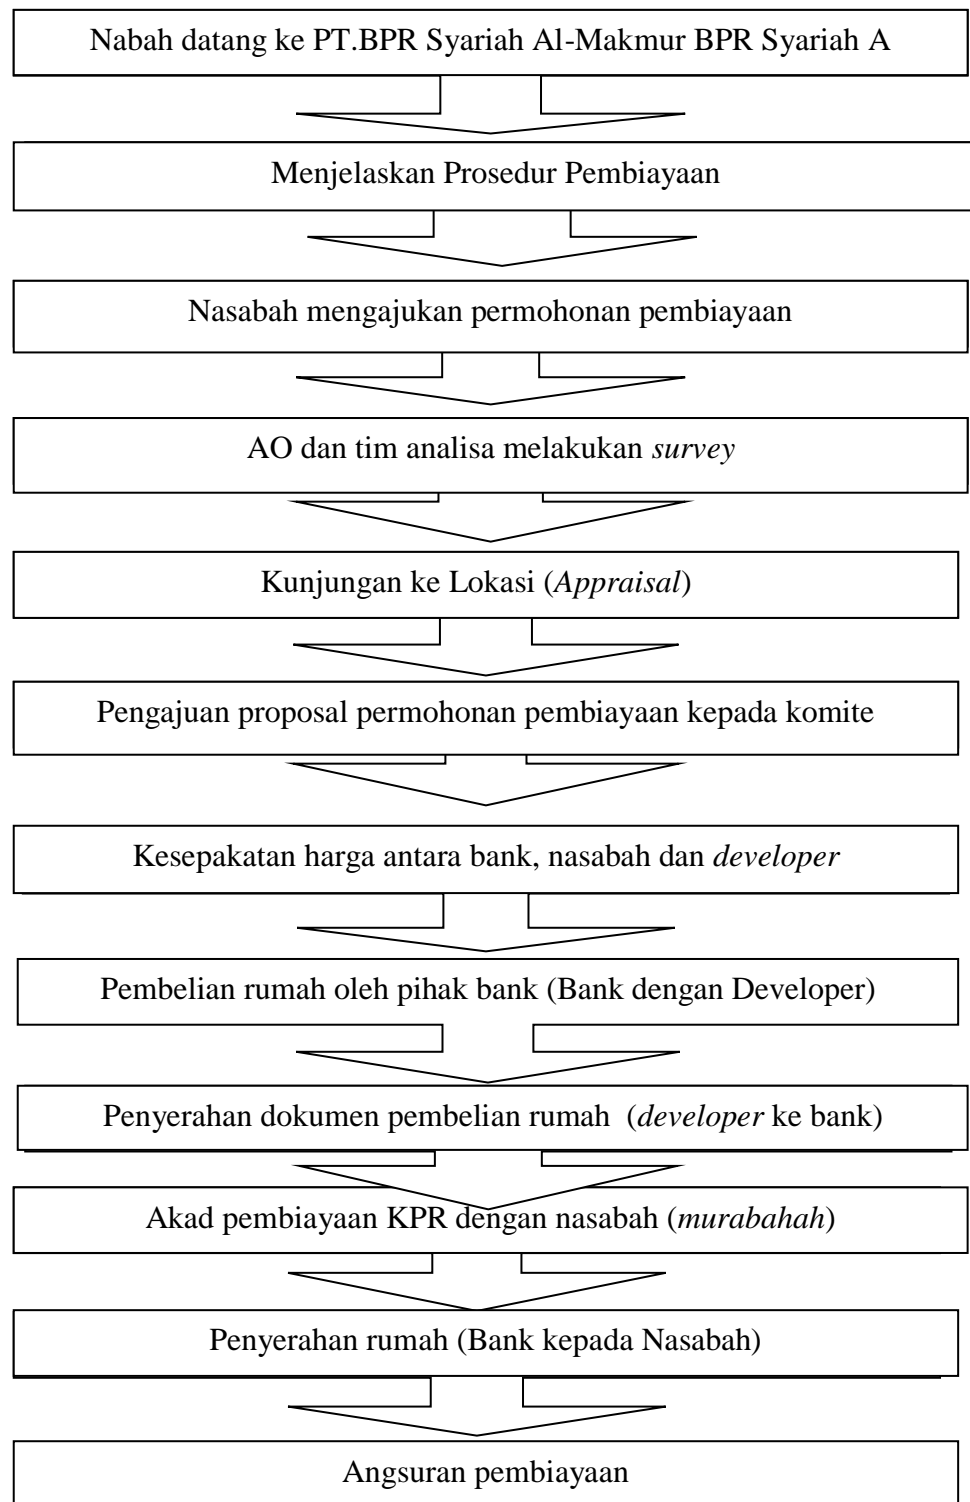 Nabah datang ke PT.BPR Syariah Al-Makmur BPR Syariah A
Menjelaskan Prosedur Pembiayaan
Nasabah mengajukan permohonan pembiayaan
AO dan tim analisa melakukan survey
Kunjungan ke Lokasi (Appraisal)
Pengajuan proposal permohonan pembiayaan kepada komite
Kesepakatan harga antara bank, nasabah dan developer
Pembelian rumah oleh pihak bank (Bank dengan Developer)
Penyerahan dokumen pembelian rumah (developer ke bank)
Akad pembiayaan KPR dengan nasabah (murabahah)
Penyerahan rumah (Bank kepada Nasabah)
Angsuran pembiayaan